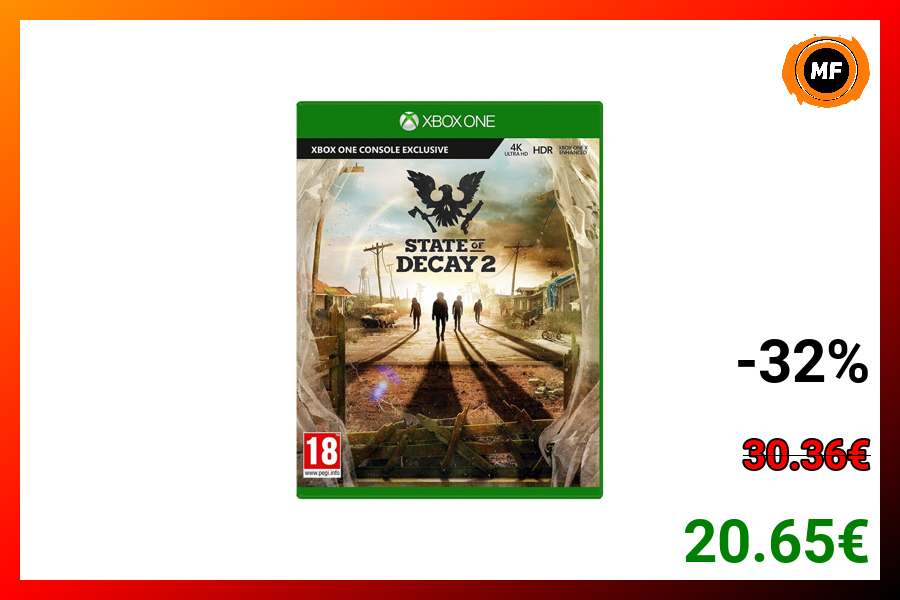 MF
XBOX ONE
XBOX ONE CONSOLE EXCLUSIVE
4K
ULTRA HD
HDR
XBOX ONE X
ENHANCED
STATE OF
DECAY 2
18
www.pegi.info
-32%
30.36€
20.65€